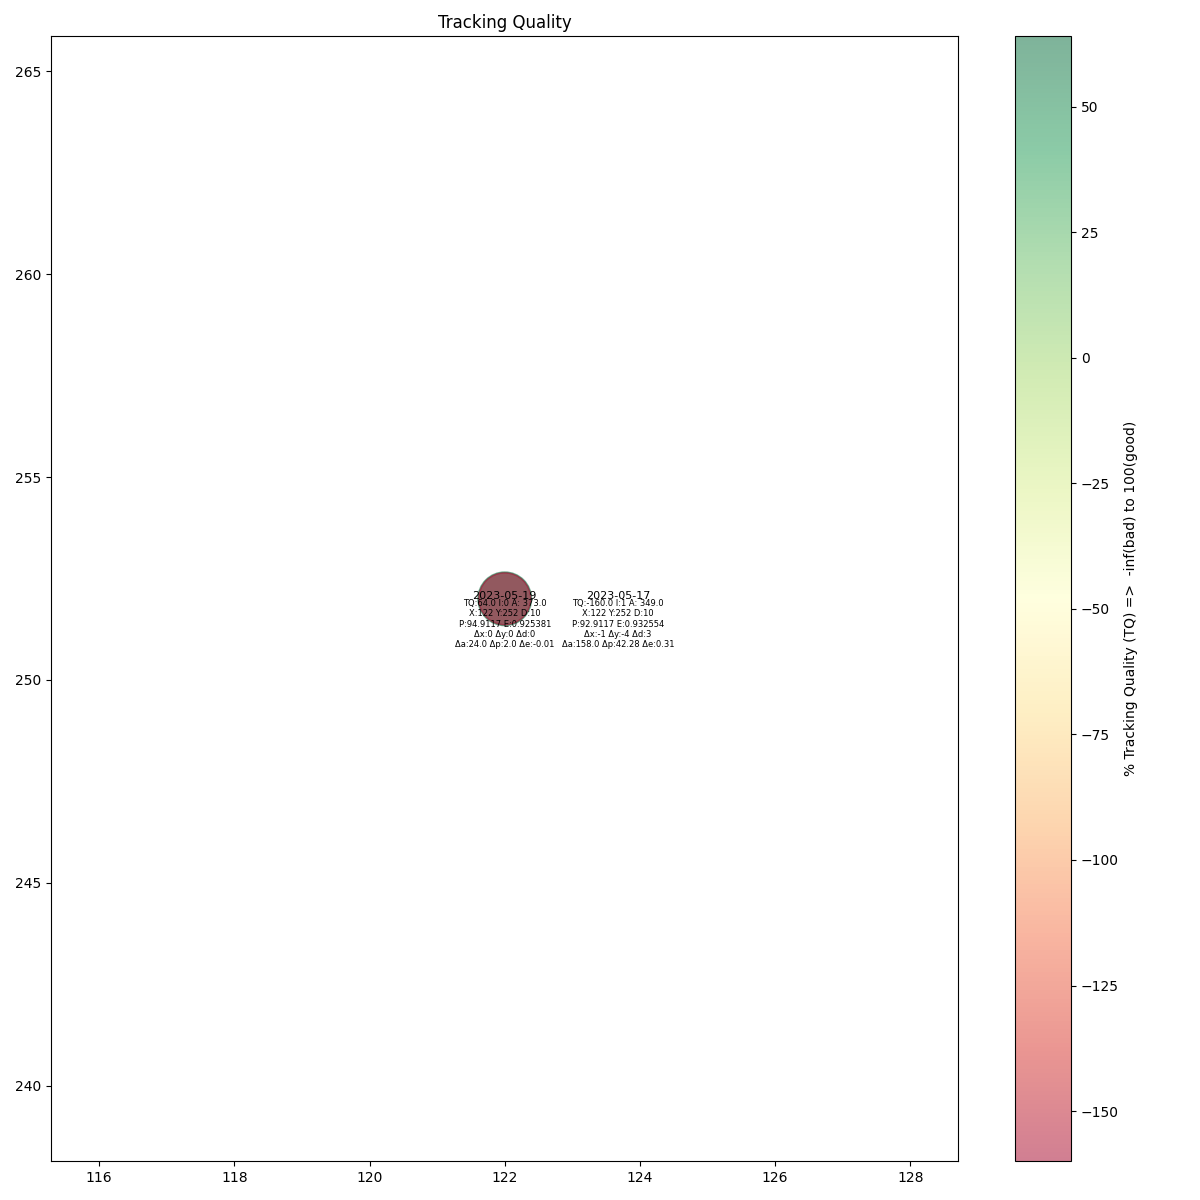 Tracking Quality
265
260
255
250
245
240
116
118
120
122
124
126
128
2023-05-19
TQ:64.0 I:0 A: 373.0
X:122 Y:252 D:10
P:94.9117 E:0.925381
Δx:0 Δy:0 Δd:0
Δa:24.0 Δp:2.0 Δe:-0.01
2023-05-17
TQ:-160.0 I:1 A: 349.0
X:122 Y:252 D:10
P:92.9117 E:0.932554
Δx:-1 Δy:-4 Δd:3
Δa:158.0 Δp:42.28 Δe:0.31
50
25
0
−25
−50
−75
−100
−125
−150
% Tracking Quality (TQ) => -inf(bad) to 100(good)